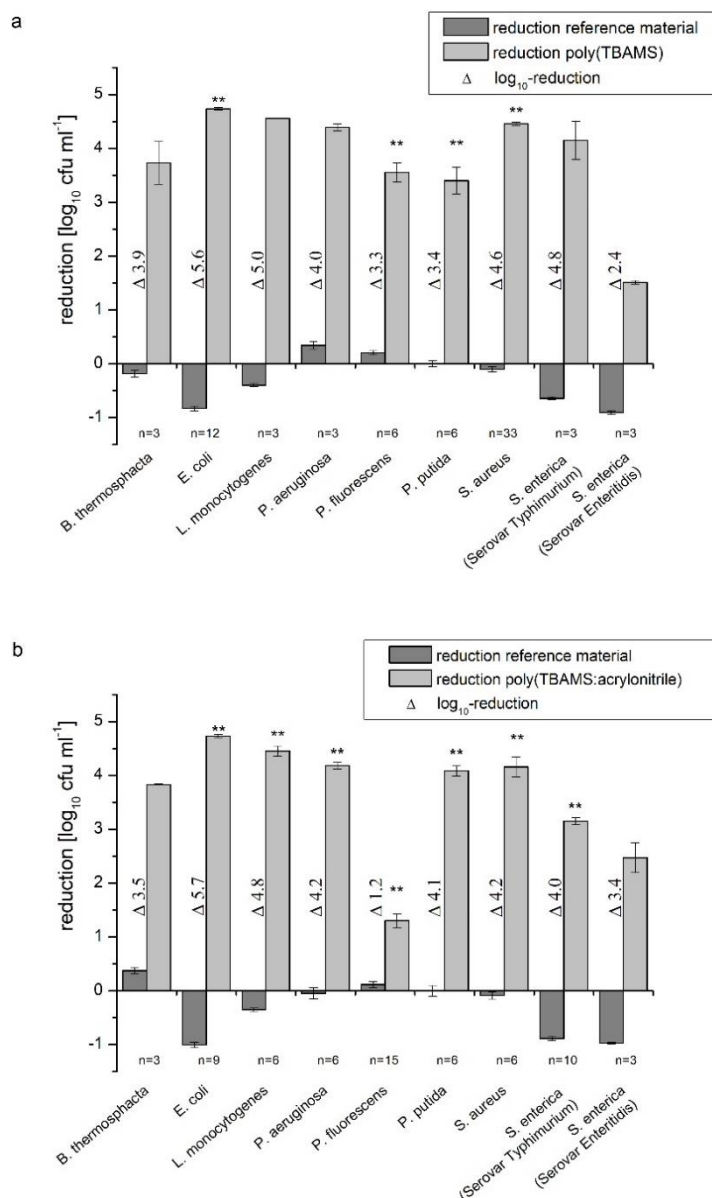 a
reduction reference material
reduction poly(TBAMS)
Δ log₁₀-reduction
reduction [log₁₀ cfu ml⁻¹]
5
4
3
2
1
0
-1
**
**
**
**
Δ 3.9
Δ 5.6
Δ 5.0
Δ 4.0
Δ 3.3
Δ 3.4
Δ 4.6
Δ 4.8
Δ 2.4
n=3
n=12
n=3
n=3
n=6
n=6
n=33
n=3
n=3
B. thermosphacta
E. coli
L. monocytogenes
P. aeruginosa
P. fluorescens
P. putida
S. aureus
S. enterica
(Serovar Typhimurium)
S. enterica
(Serovar Enteritidis)
b
reduction reference material
reduction poly(TBAMS:acrylonitrile)
Δ log₁₀-reduction
reduction [log₁₀ cfu ml⁻¹]
5
4
3
2
1
0
-1
**
**
**
**
**
**
**
Δ 3.5
Δ 5.7
Δ 4.8
Δ 4.2
Δ 1.2
Δ 4.1
Δ 4.2
Δ 4.0
Δ 3.4
n=3
n=9
n=6
n=6
n=15
n=6
n=6
n=10
n=3
B. thermosphacta
E. coli
L. monocytogenes
P. aeruginosa
P. fluorescens
P. putida
S. aureus
S. enterica
(Serovar Typhimurium)
S. enterica
(Serovar Enteritidis)